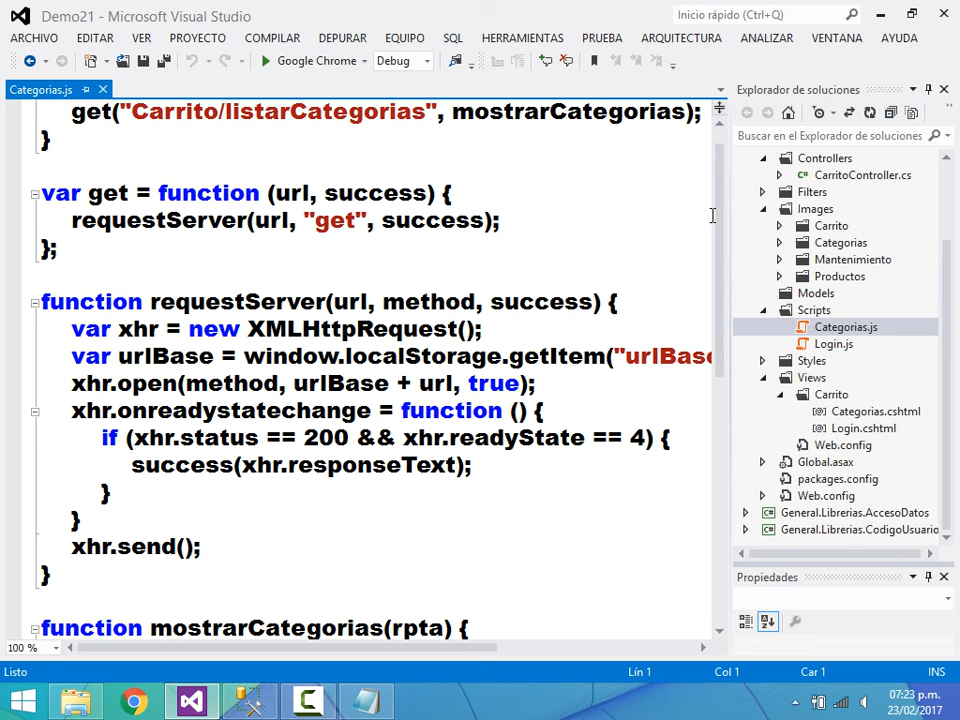 Demo21 - Microsoft Visual Studio
Inicio rápido (Ctrl+Q)
ARCHIVO EDITAR VER PROYECTO COMPILAR DEPURAR EQUIPO SQL HERRAMIENTAS PRUEBA ARQUITECTURA ANALIZAR VENTANA AYUDA
Google Chrome Debug
Categorias.js
get("Carrito/listarCategorias", mostrarCategorias);
}
var get = function (url, success) {
requestServer(url, "get", success);
};
function requestServer(url, method, success) {
var xhr = new XMLHttpRequest();
var urlBase = window.localStorage.getItem("urlBase
xhr.open(method, urlBase + url, true);
xhr.onreadystatechange = function () {
if (xhr.status == 200 && xhr.readyState == 4) {
success(xhr.responseText);
}
}
xhr.send();
}
function mostrarCategorias(rpta) {
100 %
Explorador de soluciones
Buscar en el Explorador de soluciones
Controllers
C# CarritoController.cs
Filters
Images
Carrito
Categorias
Mantenimiento
Productos
Models
Scripts
Categorias.js
Login.js
Styles
Views
Carrito
[@] Categorias.cshtml
[@] Login.cshtml
Web.config
Global.asax
packages.config
Web.config
C# General.Librerias.AccesoDatos
C# General.Librerias.CodigoUsuario
Propiedades
Listo Lín 1 Col 1 Car 1 INS
07:23 p.m.
23/02/2017